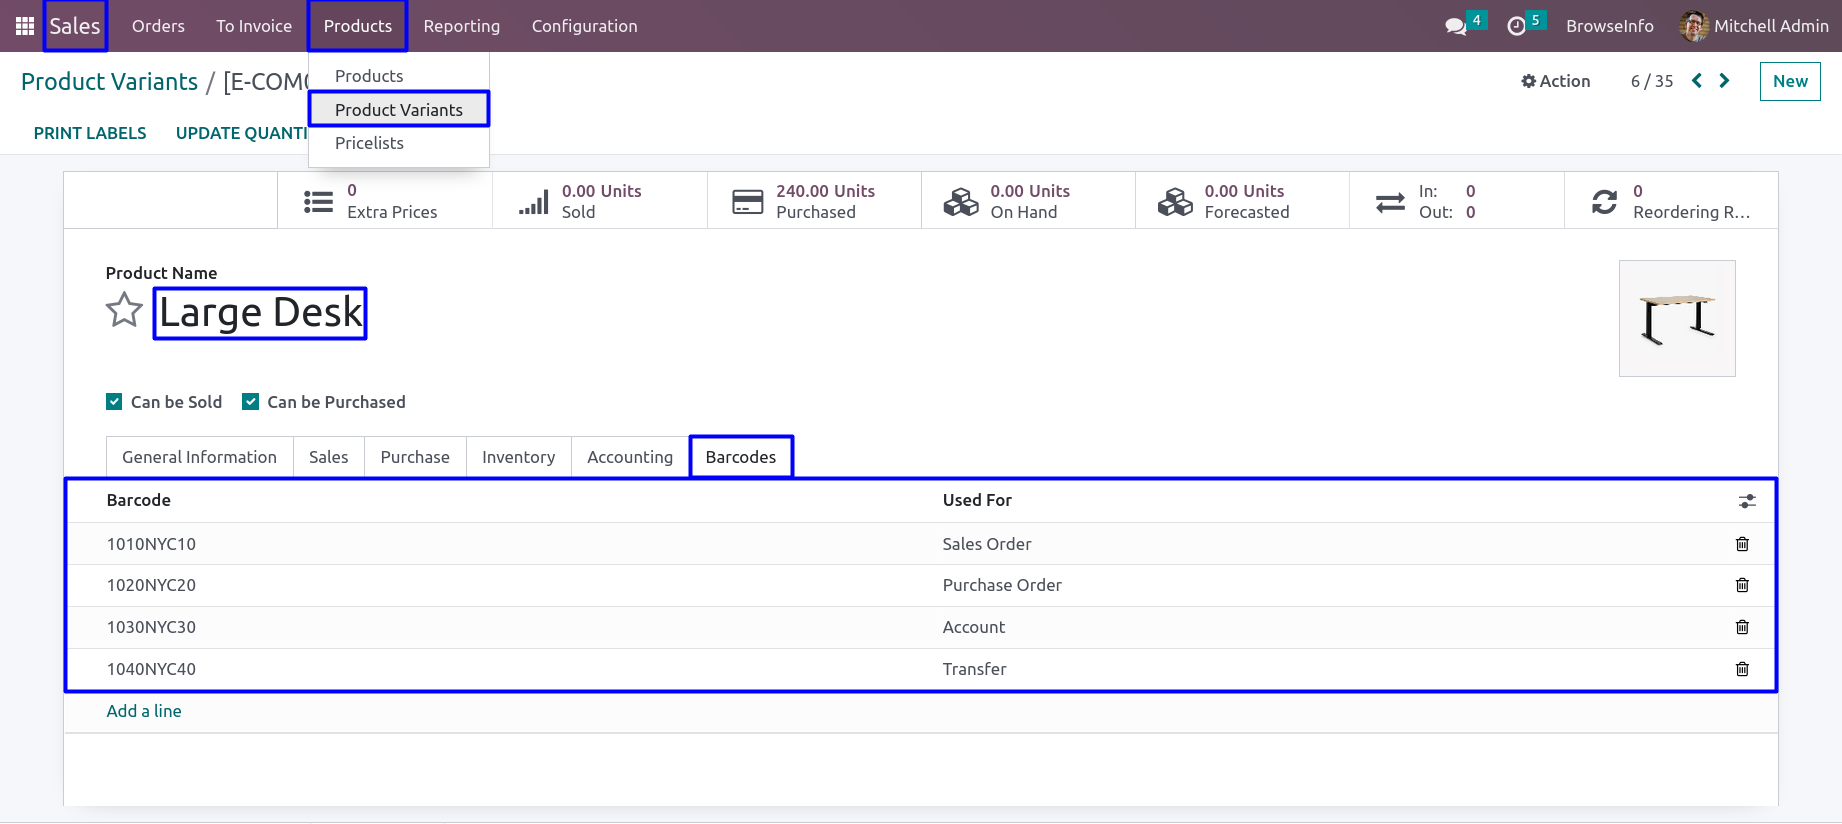 Sales Orders To Invoice Products Reporting Configuration 4 5 BrowseInfo Mitchell Admin
Products
Product Variants
Pricelists
Product Variants / [E-COM
Action 6 / 35 New
PRINT LABELS UPDATE QUANTI
0
Extra Prices
0.00 Units
Sold
240.00 Units
Purchased
0.00 Units
On Hand
0.00 Units
Forecasted
In: 0
Out: 0
0
Reordering R...
Product Name
Large Desk
Can be Sold Can be Purchased
General Information Sales Purchase Inventory Accounting Barcodes
Barcode Used For
1010NYC10 Sales Order
1020NYC20 Purchase Order
1030NYC30 Account
1040NYC40 Transfer
Add a line